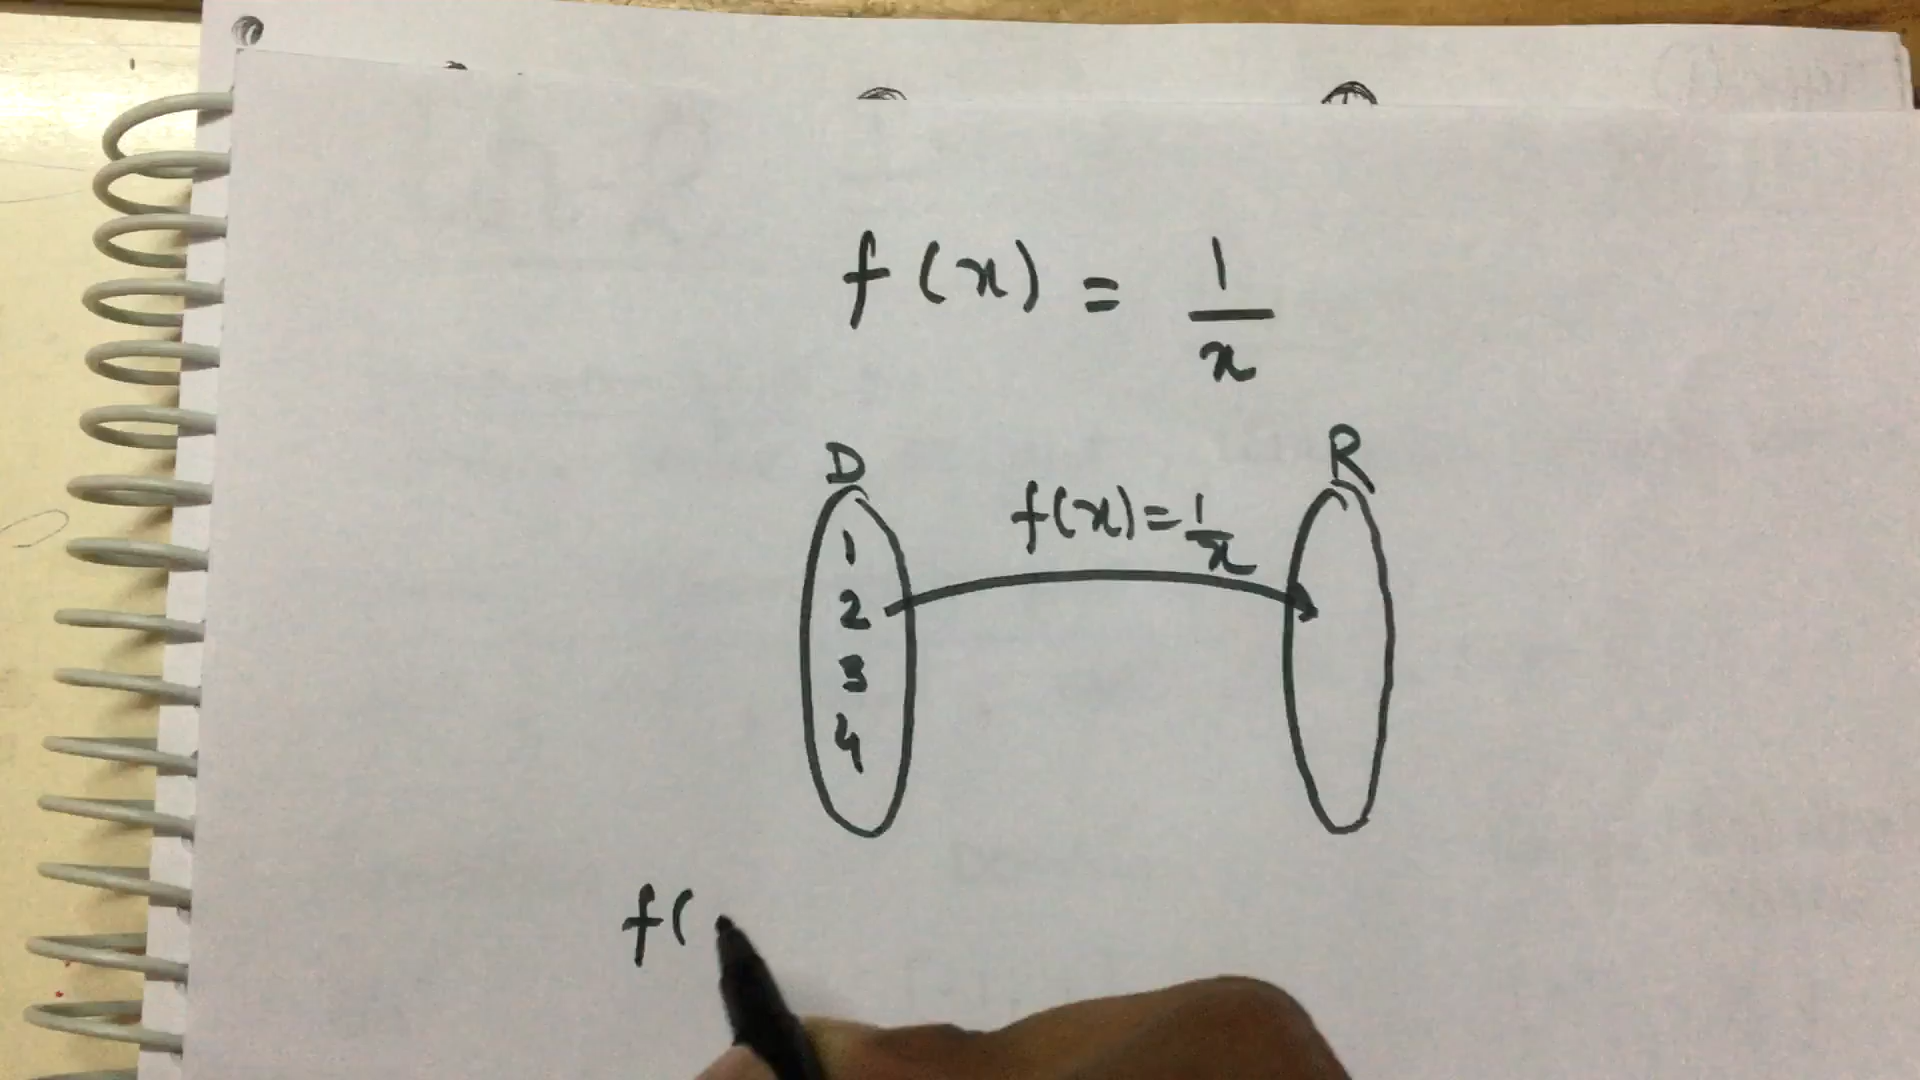 f(x) = 1/x
D R
f(x)=1/x
1
2
3
4
f(